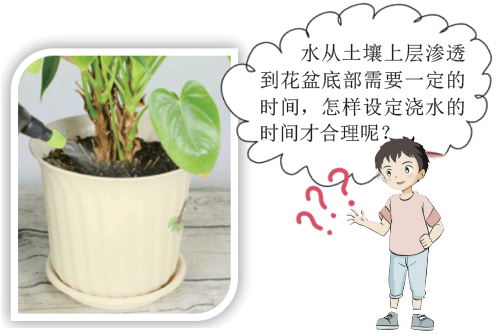 水从土壤上层渗透
到花盆底部需要一定的
时间，怎样设定浇水的
时间才合理呢？
???